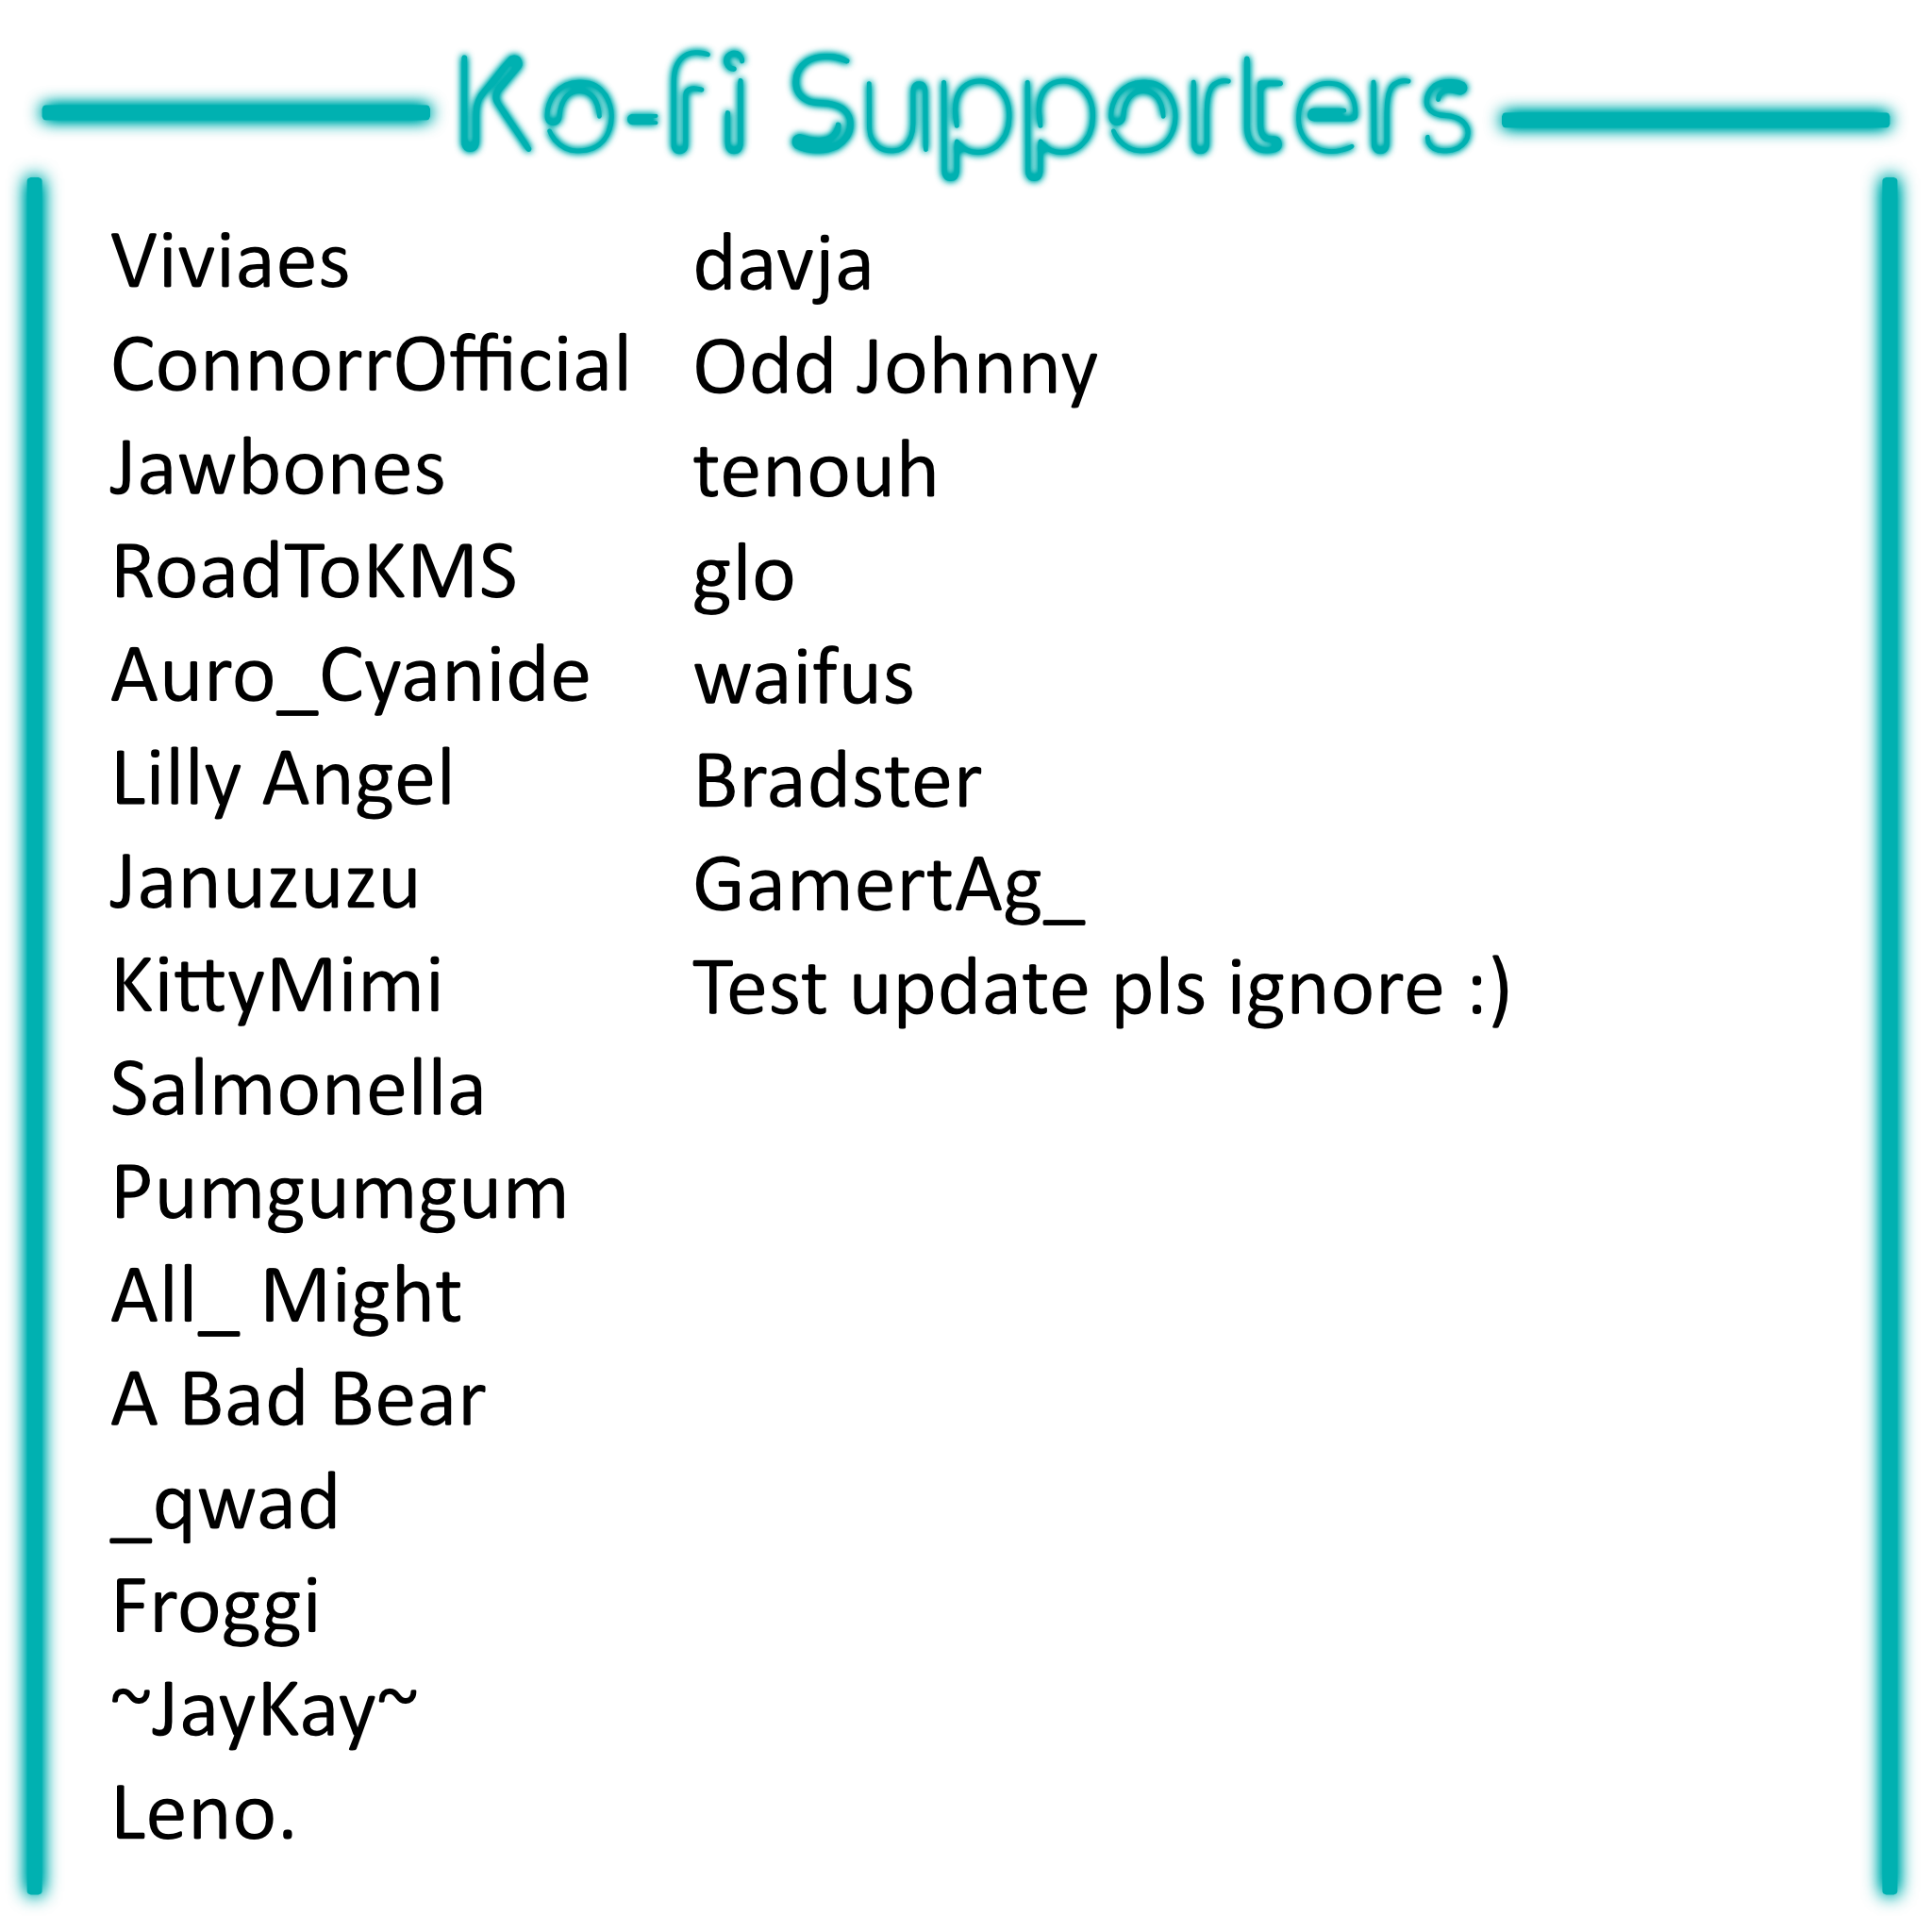 Ko-fi Supporters
Viviaes
ConnorrOfficial
Jawbones
RoadToKMS
Auro_Cyanide
Lilly Angel
Januzuzu
KittyMimi
Salmonella
Pumgumgum
All_ Might
A Bad Bear
_qwad
Froggi
~JayKay~
Leno.
davja
Odd Johnny
tenouh
glo
waifus
Bradster
GamertAg_
Test update pls ignore :)